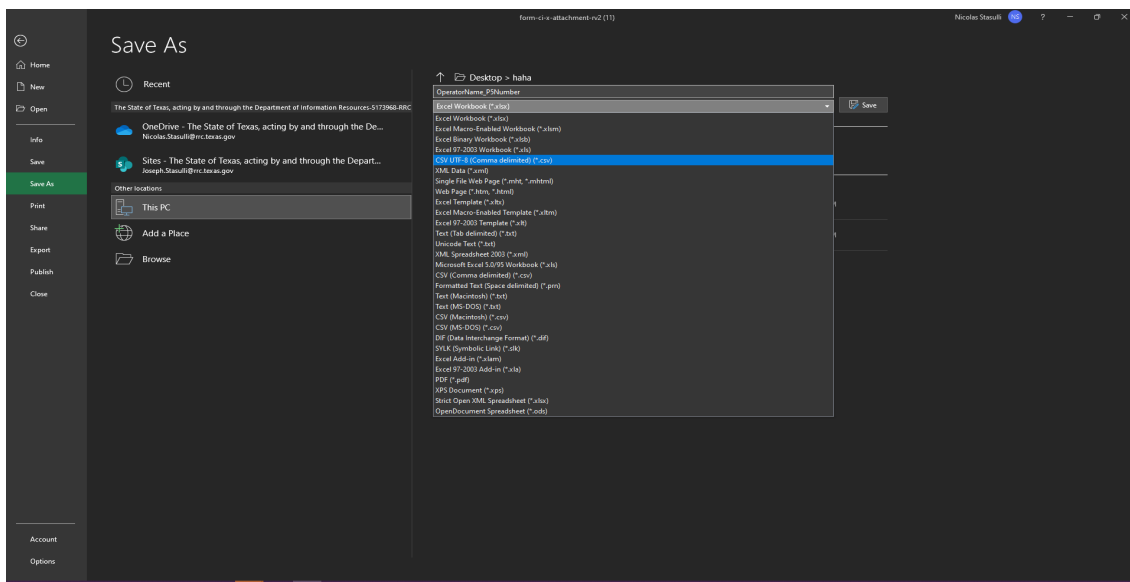 form-ci-x-attachment-rv2 (11)
Nicolas Stasulli
NS
?
Save As
Home
New
Open
Info
Save
Save As
Print
Share
Export
Publish
Close
Account
Options
Recent
The State of Texas, acting by and through the Department of Information Resources-5173968-RRC
OneDrive - The State of Texas, acting by and through the De...
Nicolas.Stasulli@rrc.texas.gov
Sites - The State of Texas, acting by and through the Depart...
Joseph.Stasulli@rrc.texas.gov
Other locations
This PC
Add a Place
Browse
Desktop > haha
OperatorName_P5Number
Excel Workbook (*.xlsx)
Save
Excel Workbook (*.xlsx)
Excel Macro-Enabled Workbook (*.xlsm)
Excel Binary Workbook (*.xlsb)
Excel 97-2003 Workbook (*.xls)
CSV UTF-8 (Comma delimited) (*.csv)
XML Data (*.xml)
Single File Web Page (*.mht, *.mhtml)
Web Page (*.htm, *.html)
Excel Template (*.xltx)
Excel Macro-Enabled Template (*.xltm)
Excel 97-2003 Template (*.xlt)
Text (Tab delimited) (*.txt)
Unicode Text (*.txt)
XML Spreadsheet 2003 (*.xml)
Microsoft Excel 5.0/95 Workbook (*.xls)
CSV (Comma delimited) (*.csv)
Formatted Text (Space delimited) (*.prn)
Text (Macintosh) (*.txt)
Text (MS-DOS) (*.txt)
CSV (Macintosh) (*.csv)
CSV (MS-DOS) (*.csv)
DIF (Data Interchange Format) (*.dif)
SYLK (Symbolic Link) (*.slk)
Excel Add-in (*.xlam)
Excel 97-2003 Add-in (*.xla)
PDF (*.pdf)
XPS Document (*.xps)
Strict Open XML Spreadsheet (*.xlsx)
OpenDocument Spreadsheet (*.ods)